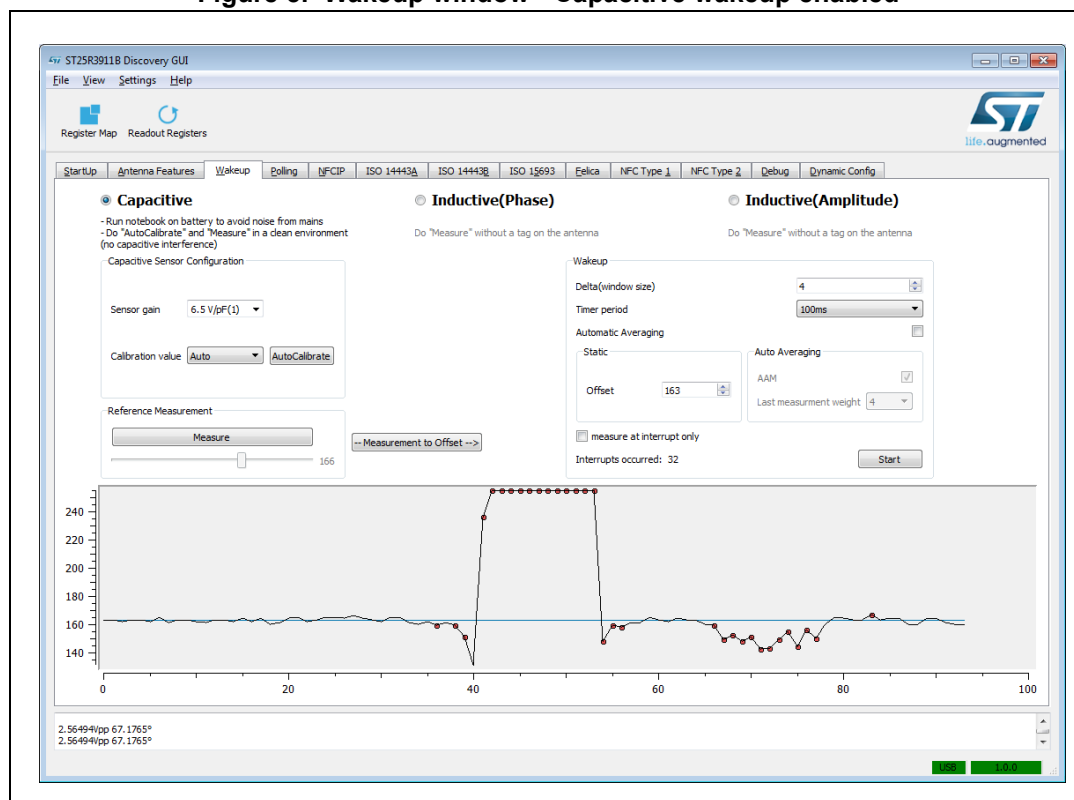 ST25R3911B Discovery GUI
File View Settings Help
Register Map Readout Registers
ST
life.augmented
StartUp Antenna Features Wakeup Polling NFCIP ISO 14443A ISO 14443B ISO 15693 Felica NFC Type 1 NFC Type 2 Debug Dynamic Config
Capacitive Inductive(Phase) Inductive(Amplitude)
- Run notebook on battery to avoid noise from mains
- Do "AutoCalibrate" and "Measure" in a clean environment
(no capacitive interference)
Do "Measure" without a tag on the antenna
Do "Measure" without a tag on the antenna
Capacitive Sensor Configuration
Sensor gain 6.5 V/pF(1)
Calibration value Auto AutoCalibrate
Reference Measurement
Measure
166
-- Measurement to Offset -->
Wakeup
Delta(window size) 4
Timer period 100ms
Automatic Averaging
Static
Offset 163
Auto Averaging
AAM
Last measurment weight 4
measure at interrupt only
Interrupts occurred: 32 Start
240
220
200
180
160
140
0 20 40 60 80 100
2.56494Vpp 67.1765°
2.56494Vpp 67.1765°
USB 1.0.0